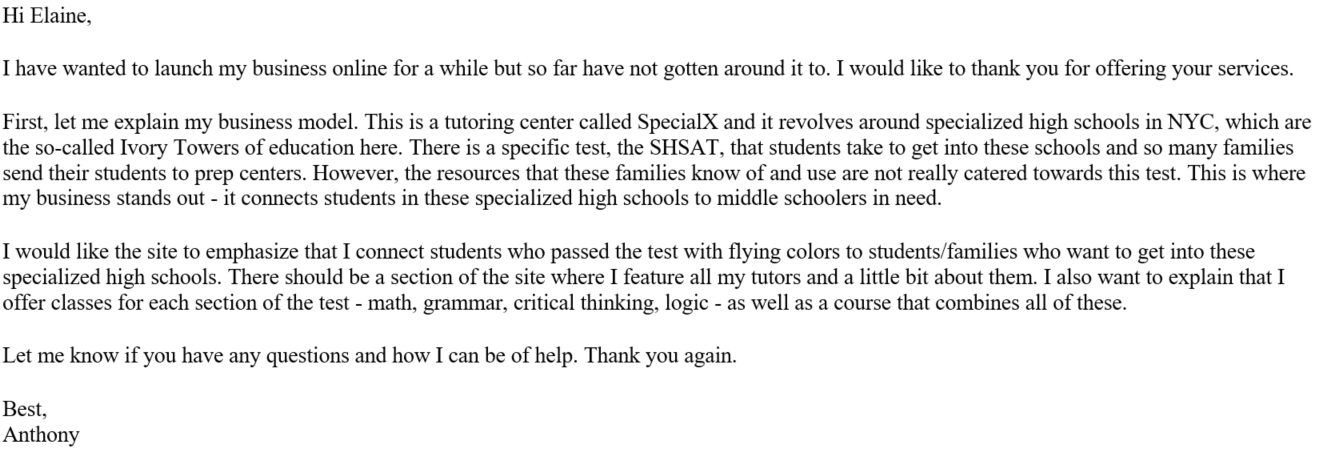 Hi Elaine,
I have wanted to launch my business online for a while but so far have not gotten around it to. I would like to thank you for offering your services.
First, let me explain my business model. This is a tutoring center called SpecialX and it revolves around specialized high schools in NYC, which are
the so-called Ivory Towers of education here. There is a specific test, the SHSAT, that students take to get into these schools and so many families
send their students to prep centers. However, the resources that these families know of and use are not really catered towards this test. This is where
my business stands out - it connects students in these specialized high schools to middle schoolers in need.
I would like the site to emphasize that I connect students who passed the test with flying colors to students/families who want to get into these
specialized high schools. There should be a section of the site where I feature all my tutors and a little bit about them. I also want to explain that I
offer classes for each section of the test - math, grammar, critical thinking, logic - as well as a course that combines all of these.
Let me know if you have any questions and how I can be of help. Thank you again.
Best,
Anthony